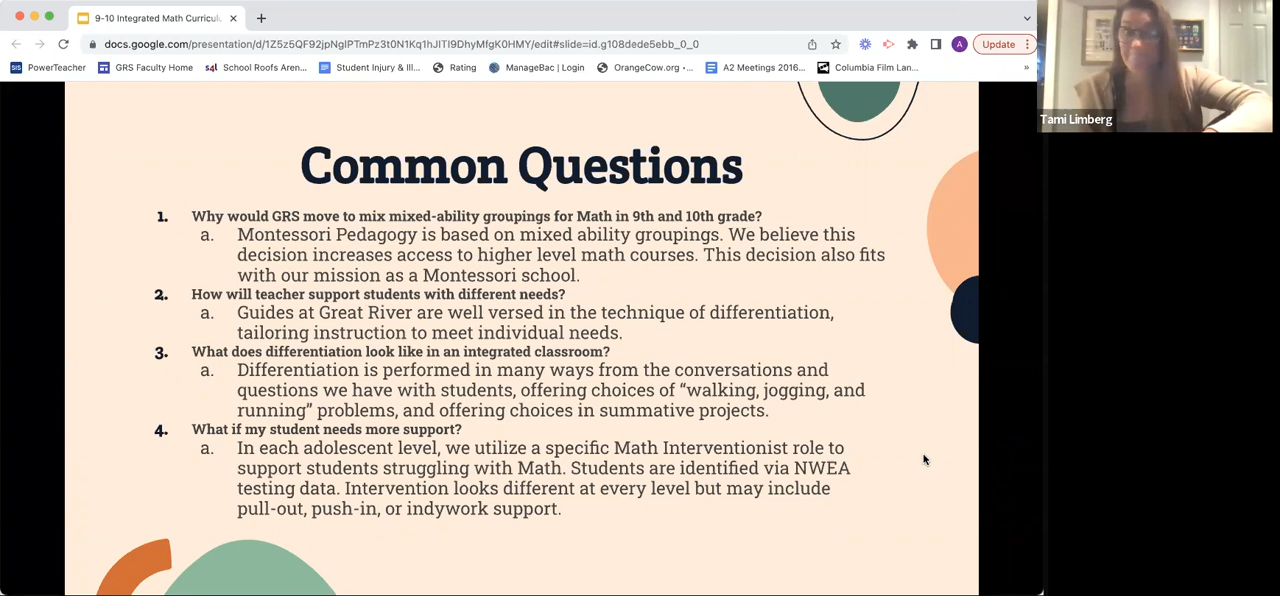 9-10 Integrated Math Curricul
docs.google.com/presentation/d/1Z5z5QF92jpNgIPTmPz3t0N1Kq1hJITI9DhyMfgK0HMY/edit#slide=id.g108dede5ebb_0_0
A
Update
SIS PowerTeacher
GRS Faculty Home
s4l School Roofs Aren...
Student Injury & Ill...
Rating
ManageBac | Login
OrangeCow.org •...
A2 Meetings 2016...
Columbia Film Lan...
»
Tami Limberg
Common Questions
1. Why would GRS move to mix mixed-ability groupings for Math in 9th and 10th grade?
a. Montessori Pedagogy is based on mixed ability groupings. We believe this
decision increases access to higher level math courses. This decision also fits
with our mission as a Montessori school.
2. How will teacher support students with different needs?
a. Guides at Great River are well versed in the technique of differentiation,
tailoring instruction to meet individual needs.
3. What does differentiation look like in an integrated classroom?
a. Differentiation is performed in many ways from the conversations and
questions we have with students, offering choices of “walking, jogging, and
running” problems, and offering choices in summative projects.
4. What if my student needs more support?
a. In each adolescent level, we utilize a specific Math Interventionist role to
support students struggling with Math. Students are identified via NWEA
testing data. Intervention looks different at every level but may include
pull-out, push-in, or indywork support.